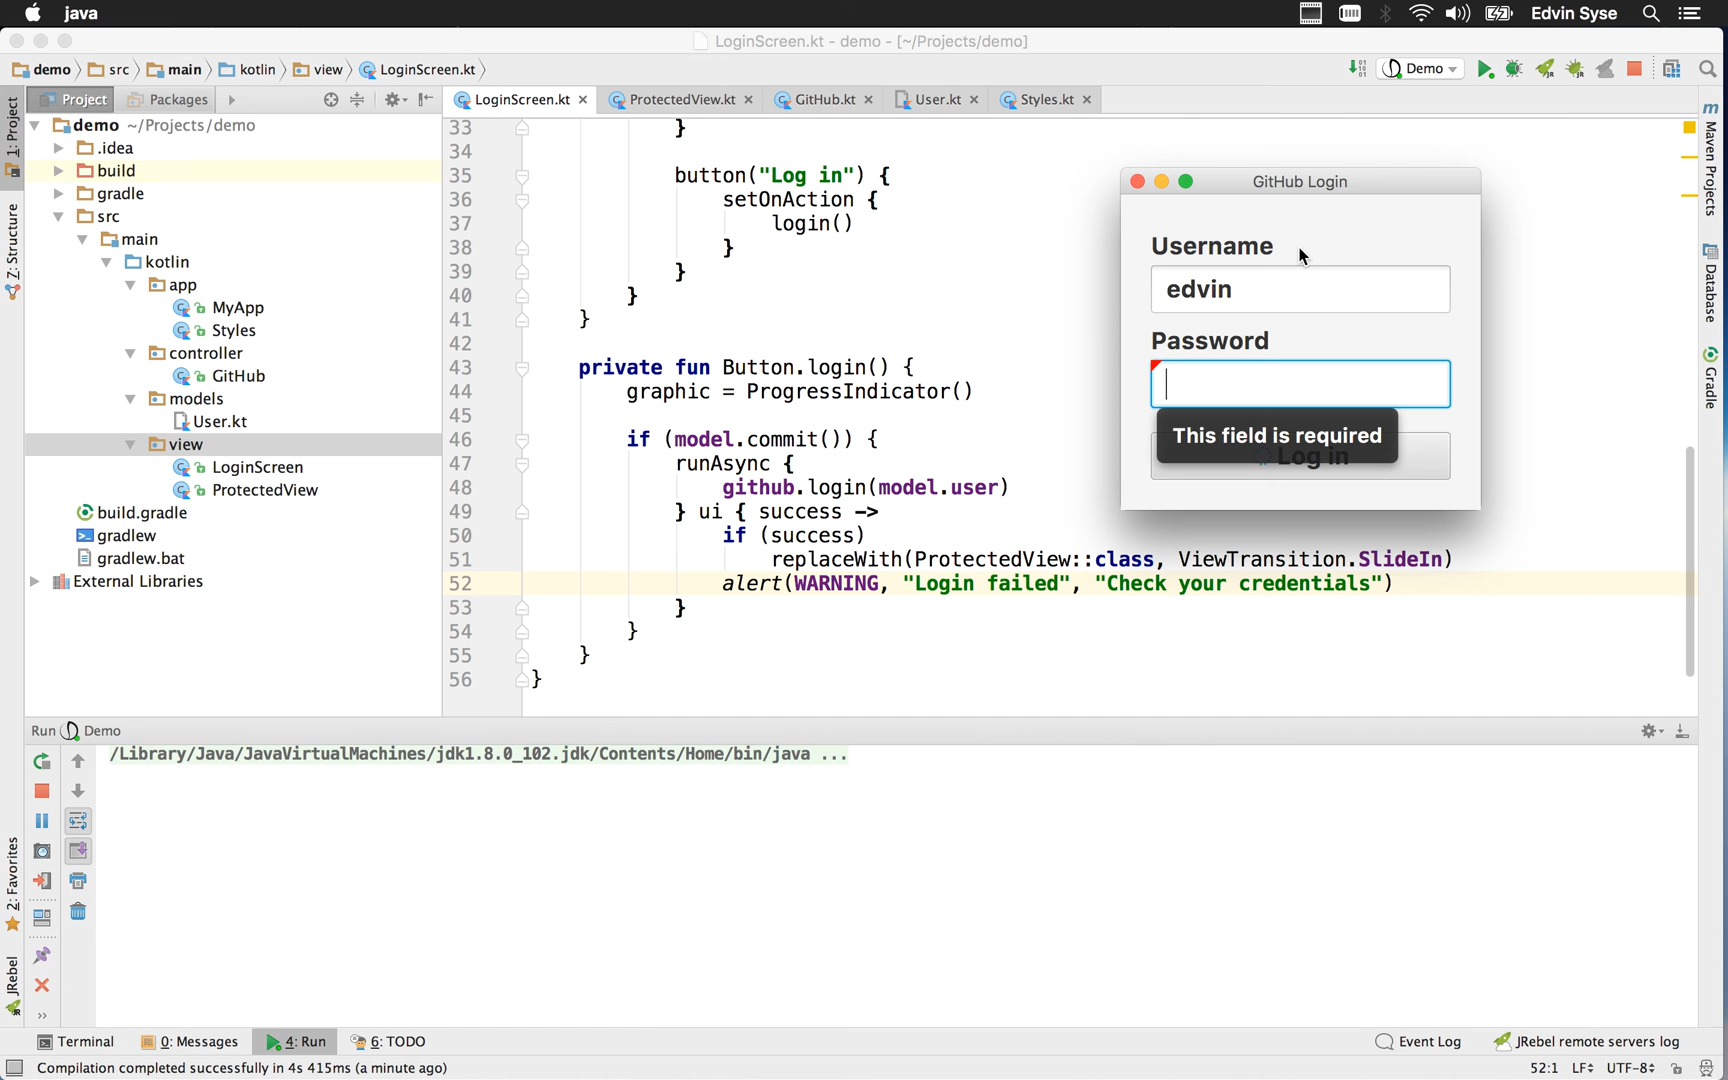 java
Edvin Syse
LoginScreen.kt - demo - [~/Projects/demo]
demo src main kotlin view LoginScreen.kt
Demo
1: Project
Z: Structure
2: Favorites
JRebel
Project Packages
LoginScreen.kt ProtectedView.kt GitHub.kt User.kt Styles.kt
demo ~/Projects/demo
.idea
build
gradle
src
main
kotlin
app
MyApp
Styles
controller
GitHub
models
User.kt
view
LoginScreen
ProtectedView
build.gradle
gradlew
gradlew.bat
External Libraries
33 }
34
35 button("Log in") {
36 setOnAction {
37 login()
38 }
39 }
40 }
41 }
42
43 private fun Button.login() {
44 graphic = ProgressIndicator()
45
46 if (model.commit()) {
47 runAsync {
48 github.login(model.user)
49 } ui { success ->
50 if (success)
51 replaceWith(ProtectedView::class, ViewTransition.SlideIn)
52 alert(WARNING, "Login failed", "Check your credentials")
53 }
54 }
55 }
56 }
GitHub Login
Username
edvin
Password
This field is required
Log in
m Maven Projects
Database
Gradle
Run Demo
/Library/Java/JavaVirtualMachines/jdk1.8.0_102.jdk/Contents/Home/bin/java ...
Terminal 0: Messages 4: Run 6: TODO
Event Log JRebel remote servers log
Compilation completed successfully in 4s 415ms (a minute ago)
52:1 LF UTF-8